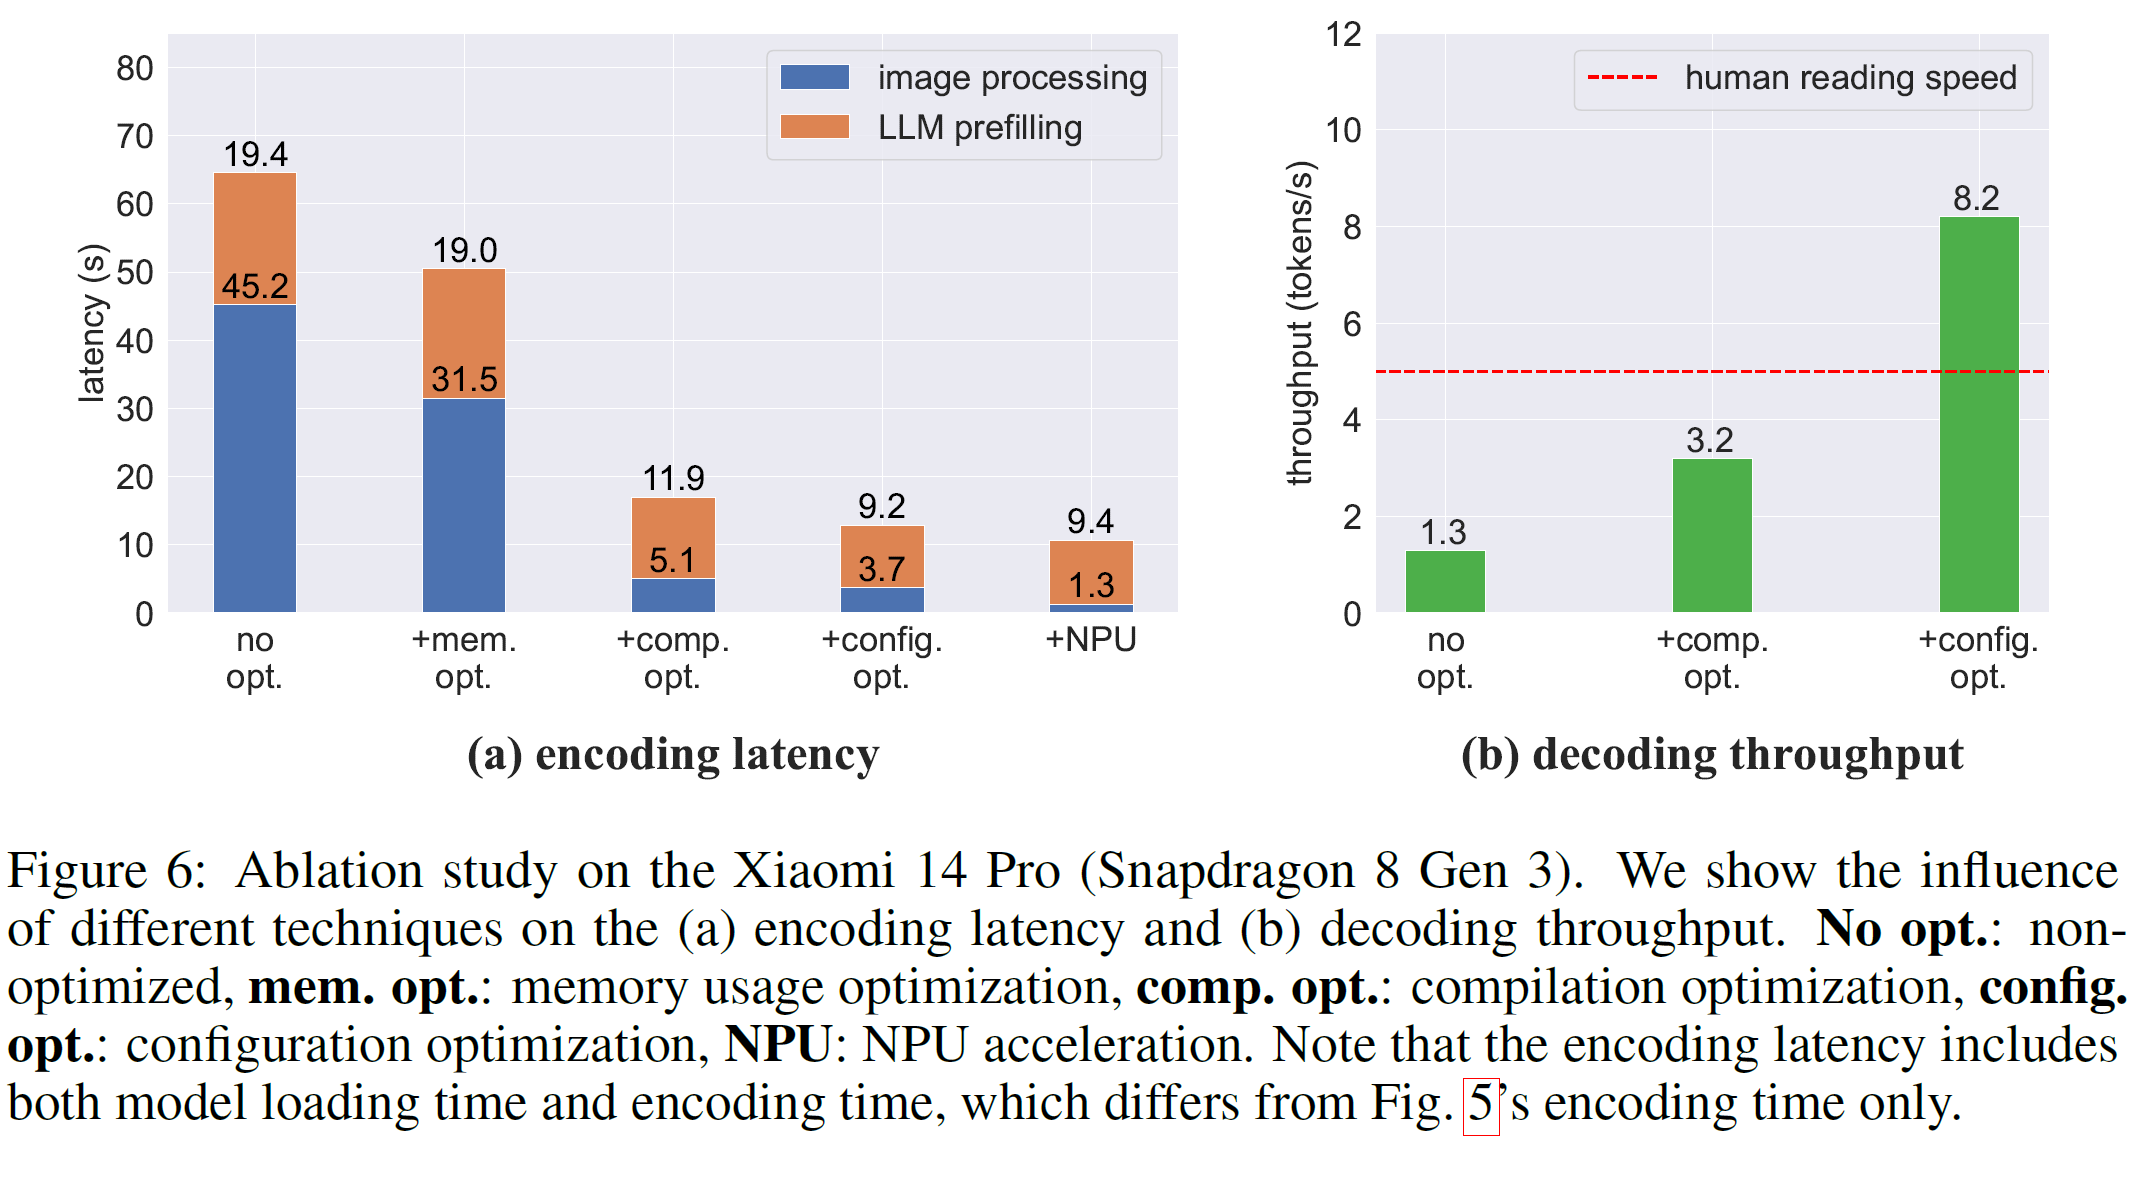 80
70
60
50
40
30
20
10
0
latency (s)
image processing
LLM prefilling
19.4
45.2
19.0
31.5
11.9
5.1
9.2
3.7
9.4
1.3
no
opt.
+mem.
opt.
+comp.
opt.
+config.
opt.
+NPU
(a) encoding latency
12
10
8
6
4
2
0
throughput (tokens/s)
human reading speed
1.3
3.2
8.2
no
opt.
+comp.
opt.
+config.
opt.
(b) decoding throughput
Figure 6: Ablation study on the Xiaomi 14 Pro (Snapdragon 8 Gen 3). We show the influence
of different techniques on the (a) encoding latency and (b) decoding throughput. No opt.: non-
optimized, mem. opt.: memory usage optimization, comp. opt.: compilation optimization, config.
opt.: configuration optimization, NPU: NPU acceleration. Note that the encoding latency includes
both model loading time and encoding time, which differs from Fig. 5's encoding time only.